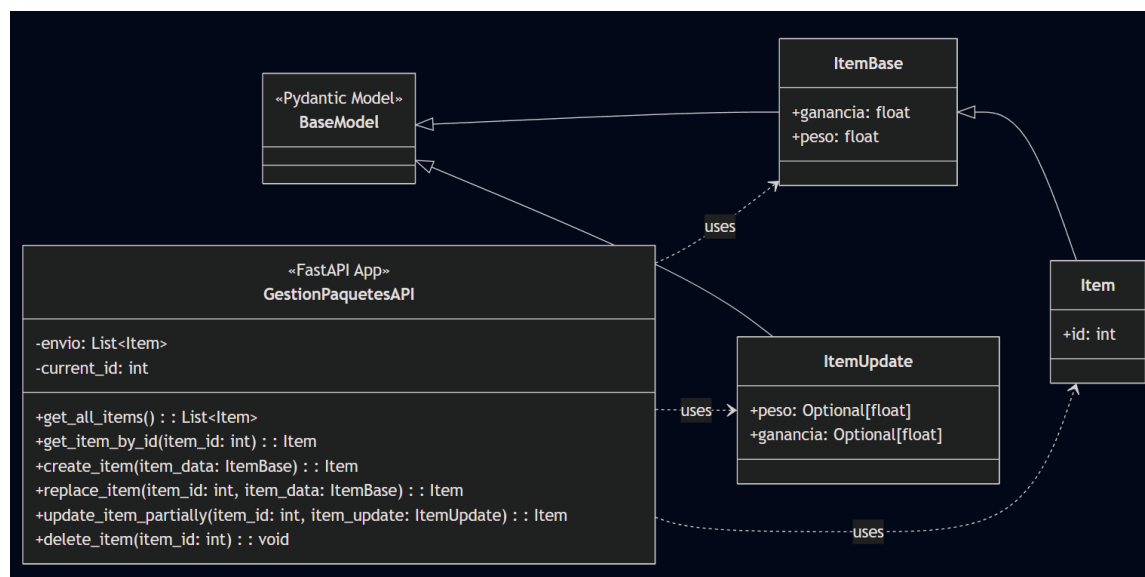 «Pydantic Model»
BaseModel
ItemBase
+ganancia: float
+peso: float
uses
«FastAPI App»
GestionPaquetesAPI
-envio: List<Item>
-current_id: int
+get_all_items() : : List<Item>
+get_item_by_id(item_id: int) : : Item
+create_item(item_data: ItemBase) : : Item
+replace_item(item_id: int, item_data: ItemBase) : : Item
+update_item_partially(item_id: int, item_update: ItemUpdate) : : Item
+delete_item(item_id: int) : : void
uses
ItemUpdate
+peso: Optional[float]
+ganancia: Optional[float]
Item
+id: int
uses